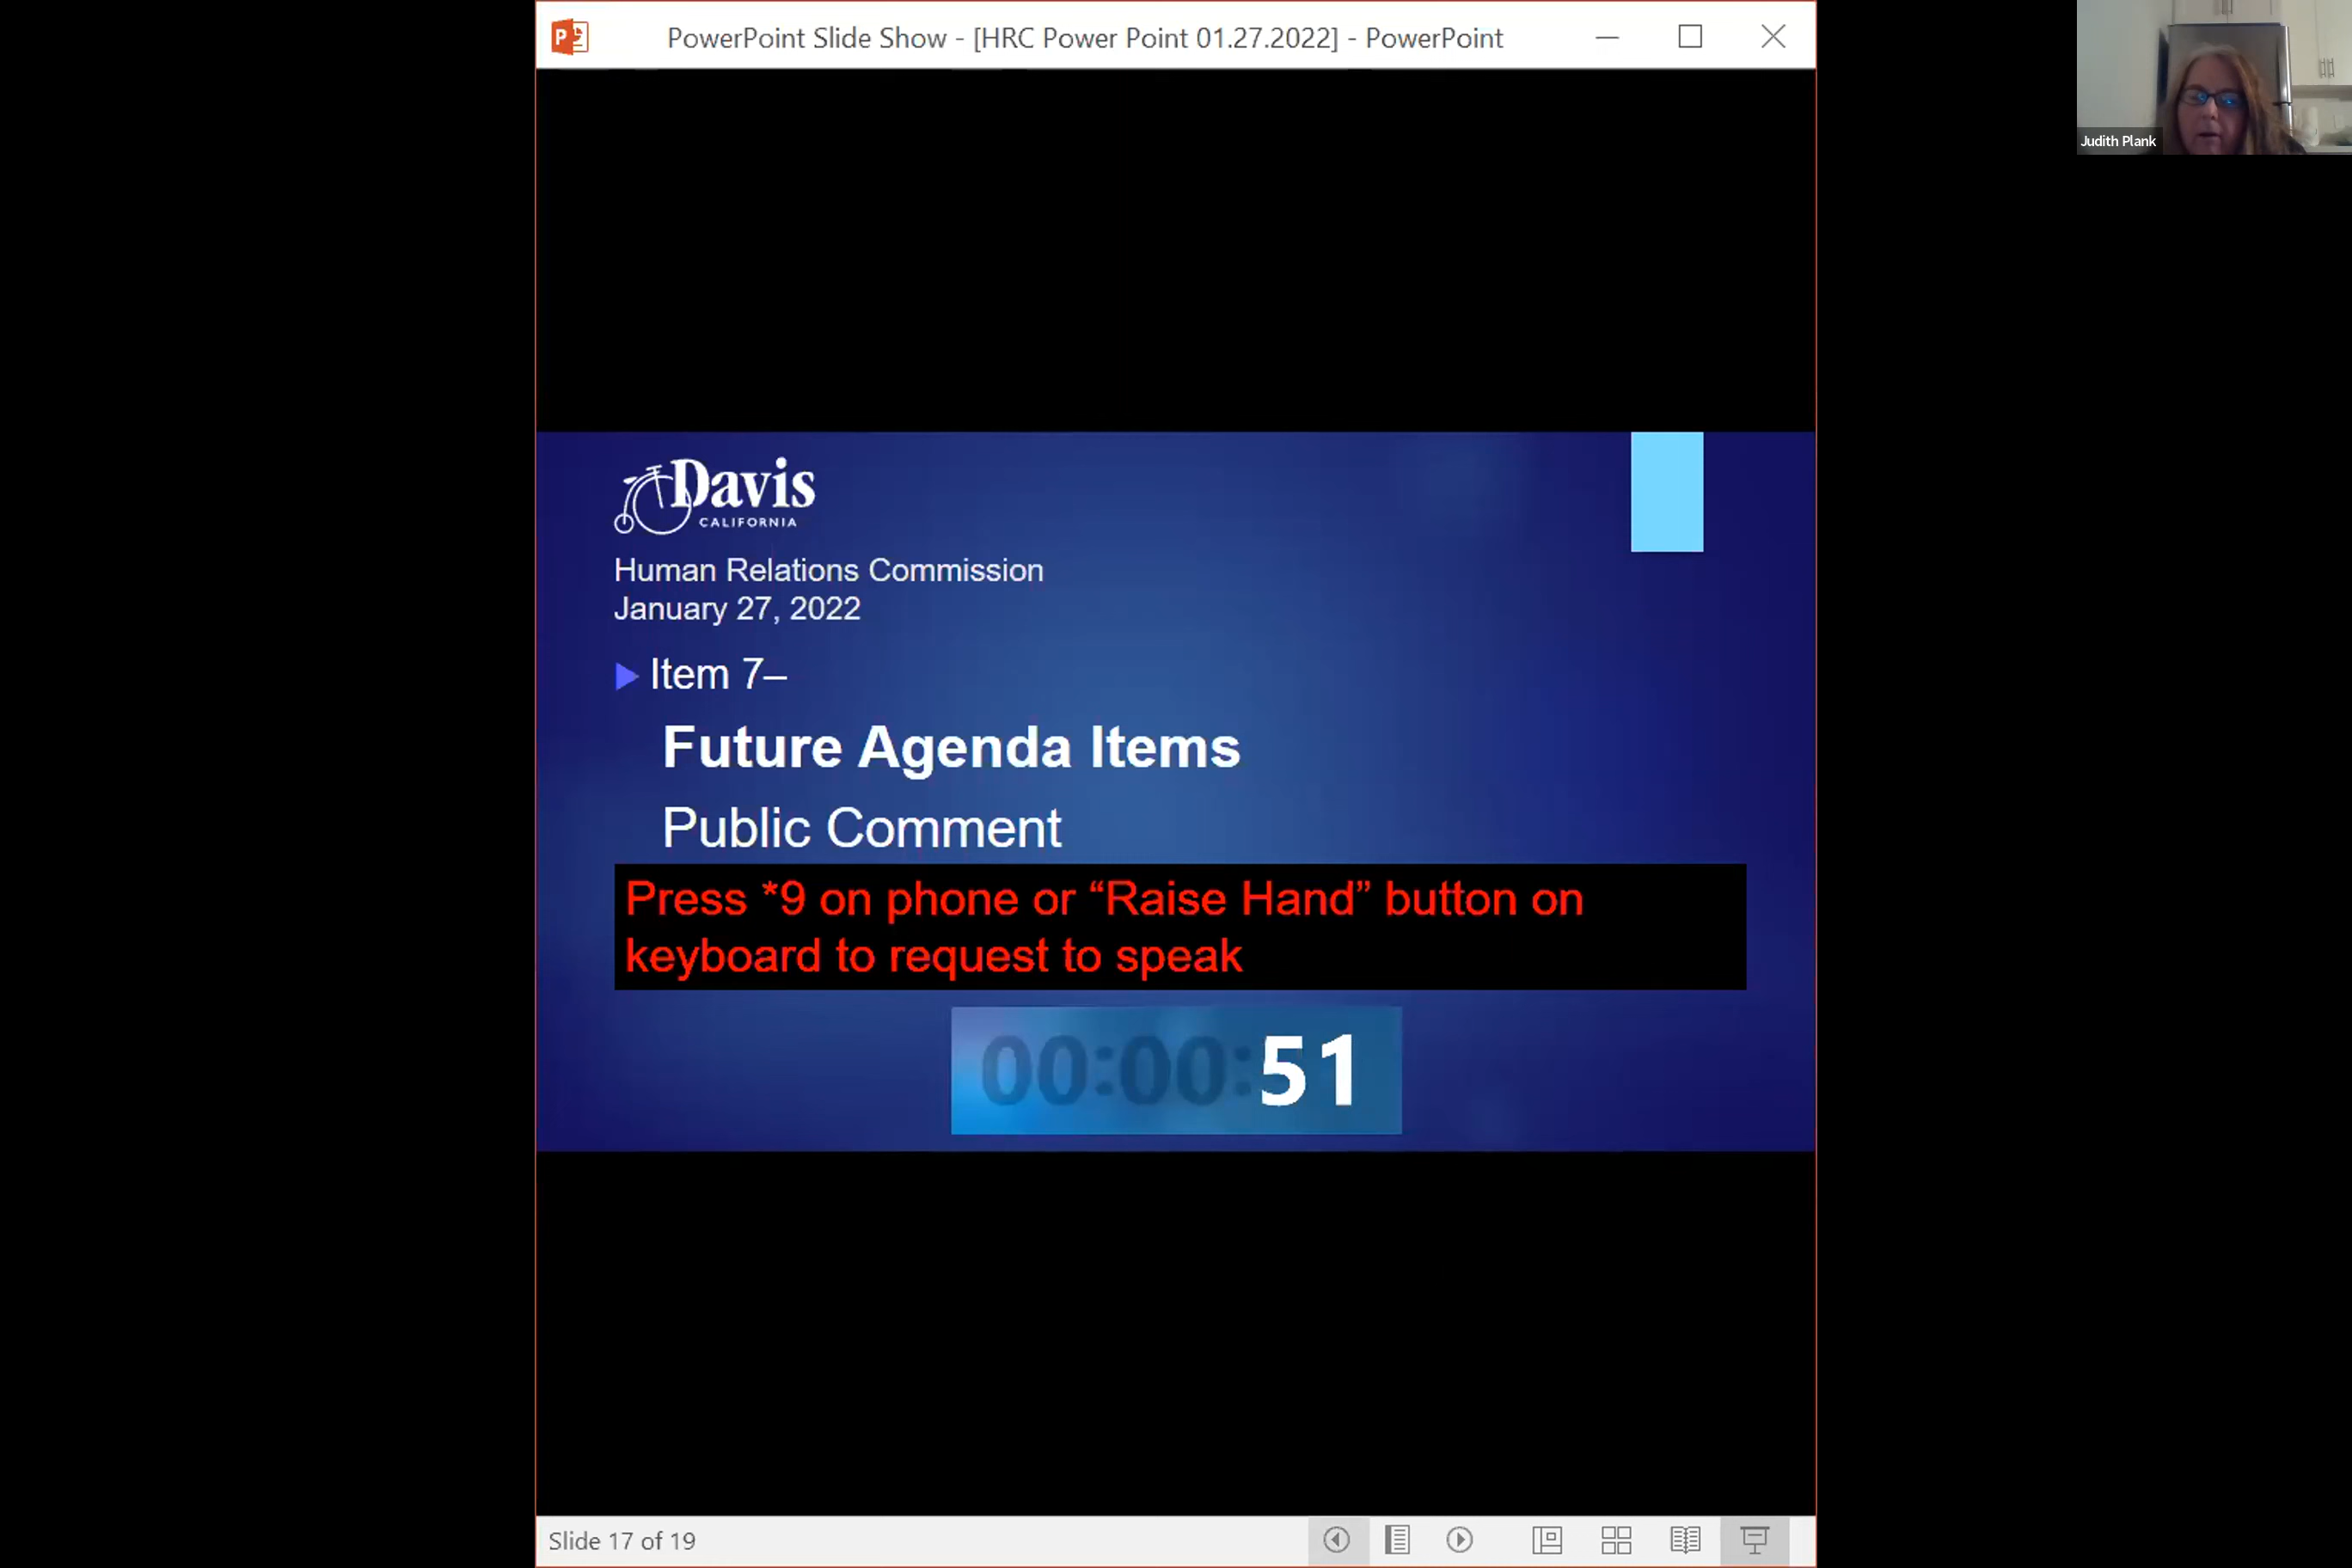 PowerPoint Slide Show - [HRC Power Point 01.27.2022] - PowerPoint
Judith Plank
Davis
CALIFORNIA
Human Relations Commission
January 27, 2022
Item 7–
Future Agenda Items
Public Comment
Press *9 on phone or “Raise Hand” button on
keyboard to request to speak
00:00:51
Slide 17 of 19